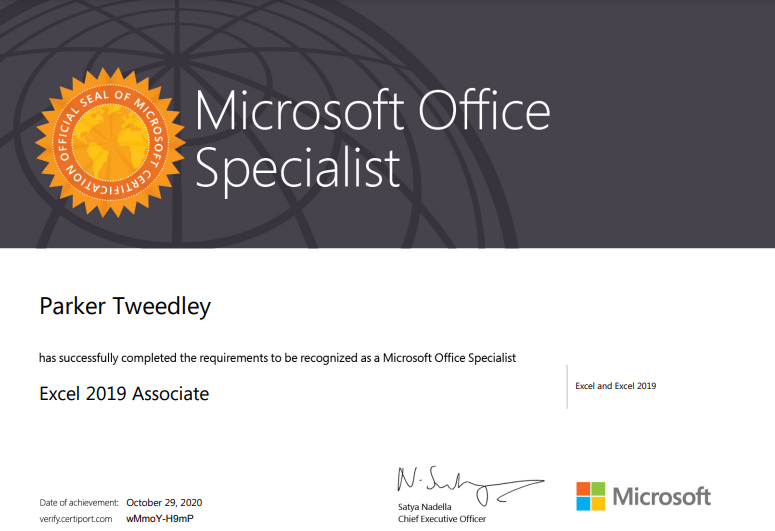 OFFICIAL SEAL OF MICROSOFT CERTIFICATION
Microsoft Office
Specialist
Parker Tweedley
has successfully completed the requirements to be recognized as a Microsoft Office Specialist
Excel 2019 Associate
Excel and Excel 2019
Date of achievement: October 29, 2020
verify.certiport.com wMmoY-H9mP
Satya Nadella
Chief Executive Officer
Microsoft